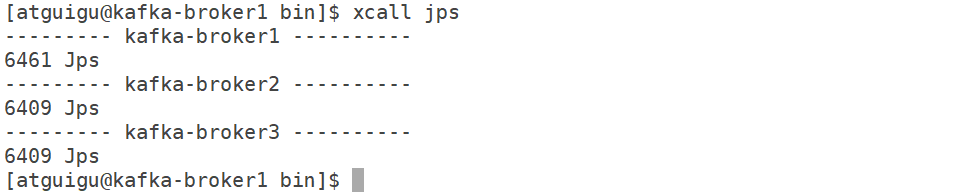 [atguigu@kafka-broker1 bin]$ xcall jps
--------- kafka-broker1 ----------
6461 Jps
--------- kafka-broker2 ----------
6409 Jps
--------- kafka-broker3 ----------
6409 Jps
[atguigu@kafka-broker1 bin]$